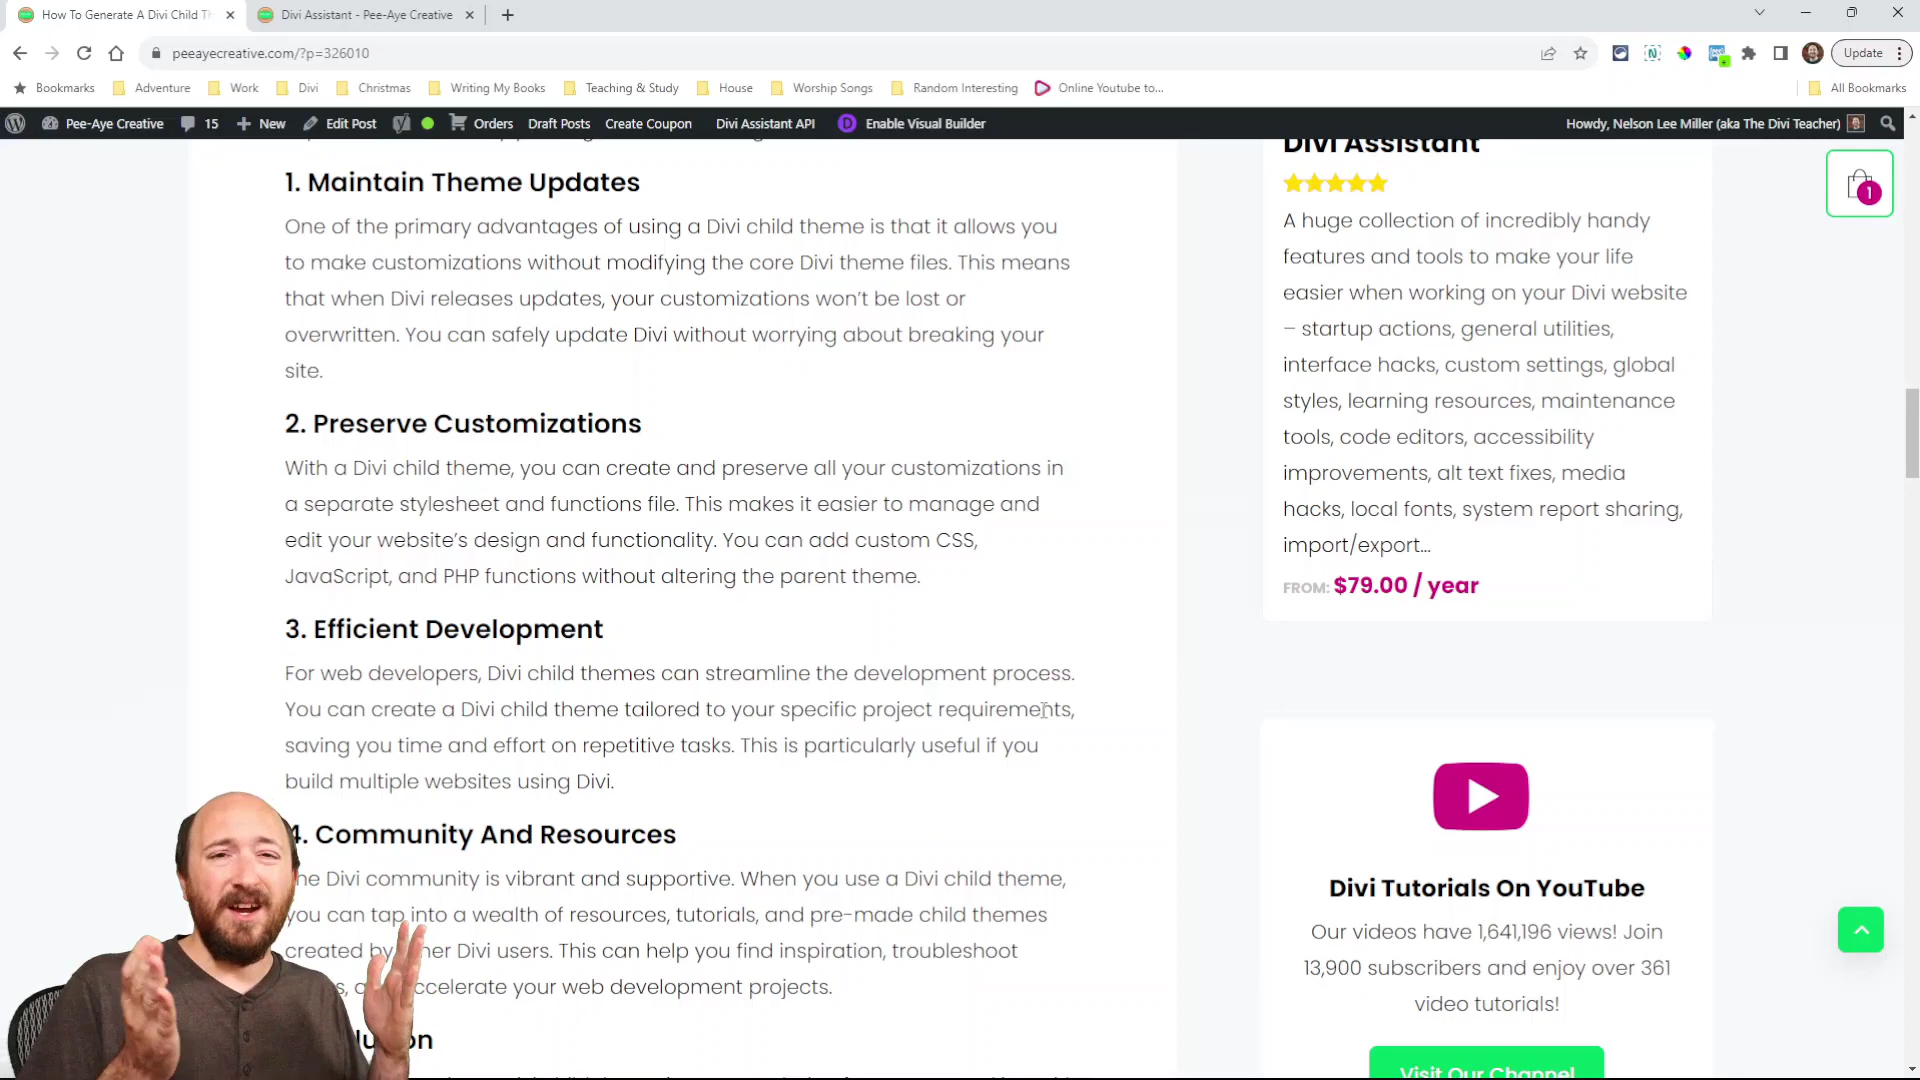 How To Generate A Divi Child Th
Divi Assistant - Pee-Aye Creative
peeayecreative.com/?p=326010
Update
Bookmarks
Adventure
Work
Divi
Christmas
Writing My Books
Teaching & Study
House
Worship Songs
Random Interesting
Online Youtube to...
All Bookmarks
Pee-Aye Creative
15
New
Edit Post
Orders
Draft Posts
Create Coupon
Divi Assistant API
D
Enable Visual Builder
Howdy, Nelson Lee Miller (aka The Divi Teacher)
1. Maintain Theme Updates
One of the primary advantages of using a Divi child theme is that it allows you
to make customizations without modifying the core Divi theme files. This means
that when Divi releases updates, your customizations won't be lost or
overwritten. You can safely update Divi without worrying about breaking your
site.
2. Preserve Customizations
With a Divi child theme, you can create and preserve all your customizations in
a separate stylesheet and functions file. This makes it easier to manage and
edit your website's design and functionality. You can add custom CSS,
JavaScript, and PHP functions without altering the parent theme.
3. Efficient Development
For web developers, Divi child themes can streamline the development process.
You can create a Divi child theme tailored to your specific project requirements,
saving you time and effort on repetitive tasks. This is particularly useful if you
build multiple websites using Divi.
4. Community And Resources
he Divi community is vibrant and supportive. When you use a Divi child theme,
you can tap into a wealth of resources, tutorials, and pre-made child themes
created by her Divi users. This can help you find inspiration, troubleshoot
ccelerate your web development projects.
Divi Assistant
A huge collection of incredibly handy
features and tools to make your life
easier when working on your Divi website
– startup actions, general utilities,
interface hacks, custom settings, global
styles, learning resources, maintenance
tools, code editors, accessibility
improvements, alt text fixes, media
hacks, local fonts, system report sharing,
import/export...
FROM: $79.00 / year
1
Divi Tutorials On YouTube
Our videos have 1,641,196 views! Join
13,900 subscribers and enjoy over 361
video tutorials!
Visit Our Channel